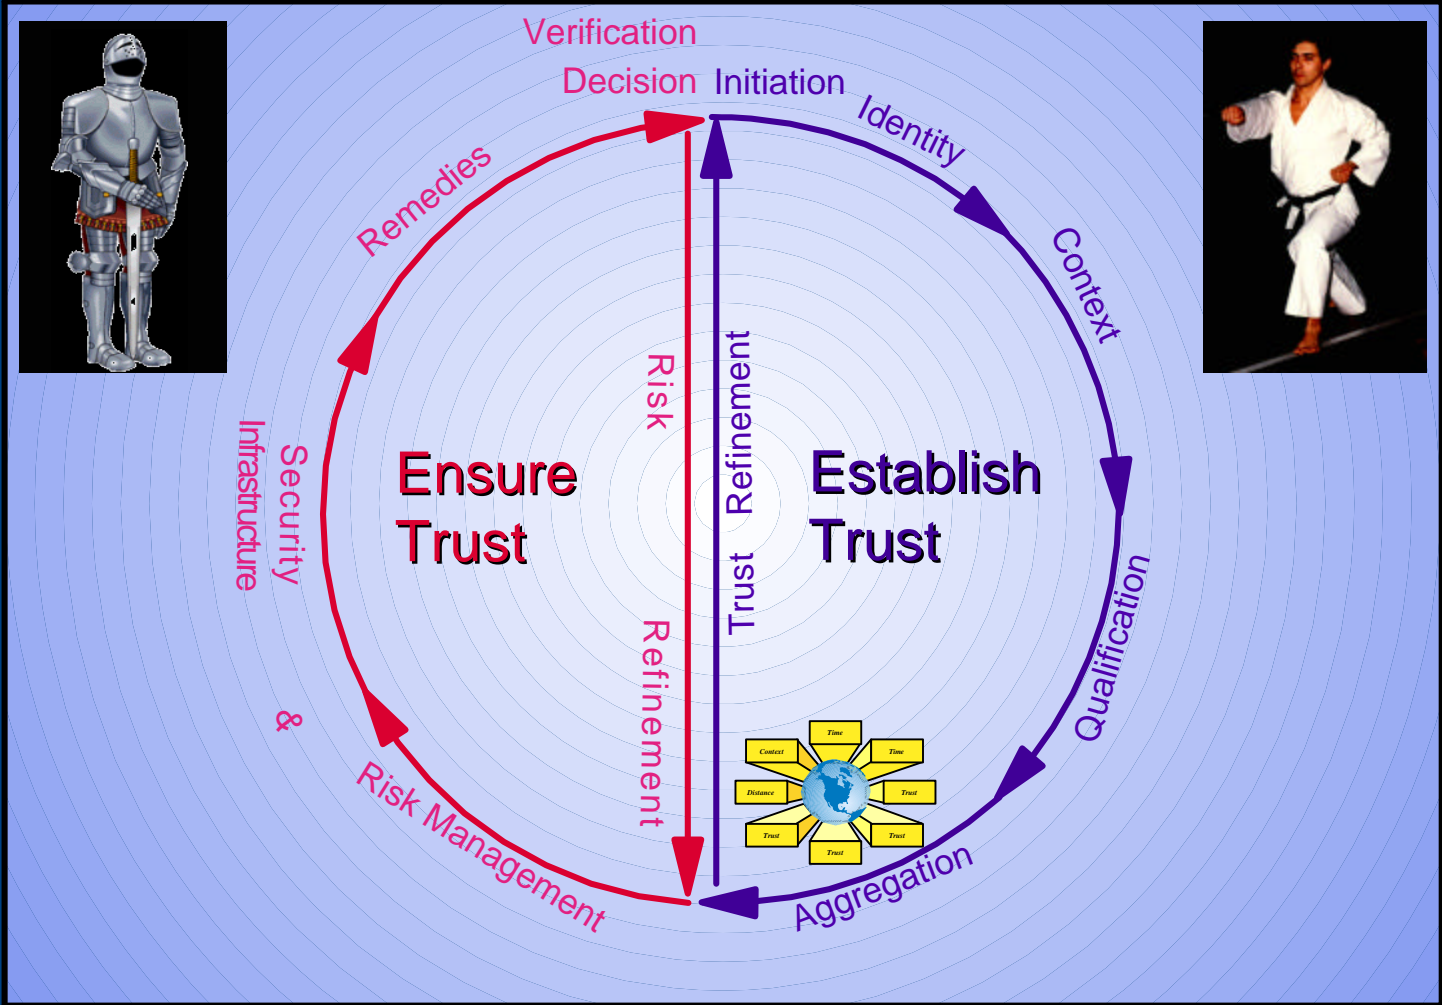 Verification
Decision
Initiation
Identity
Context
Qualification
Aggregation
Risk Management
&
Security
Infrastructure
Remedies
Ensure
Trust
Risk Refinement
Trust Refinement
Establish
Trust
Time
Context
Time
Distance
Trust
Trust
Trust
Trust